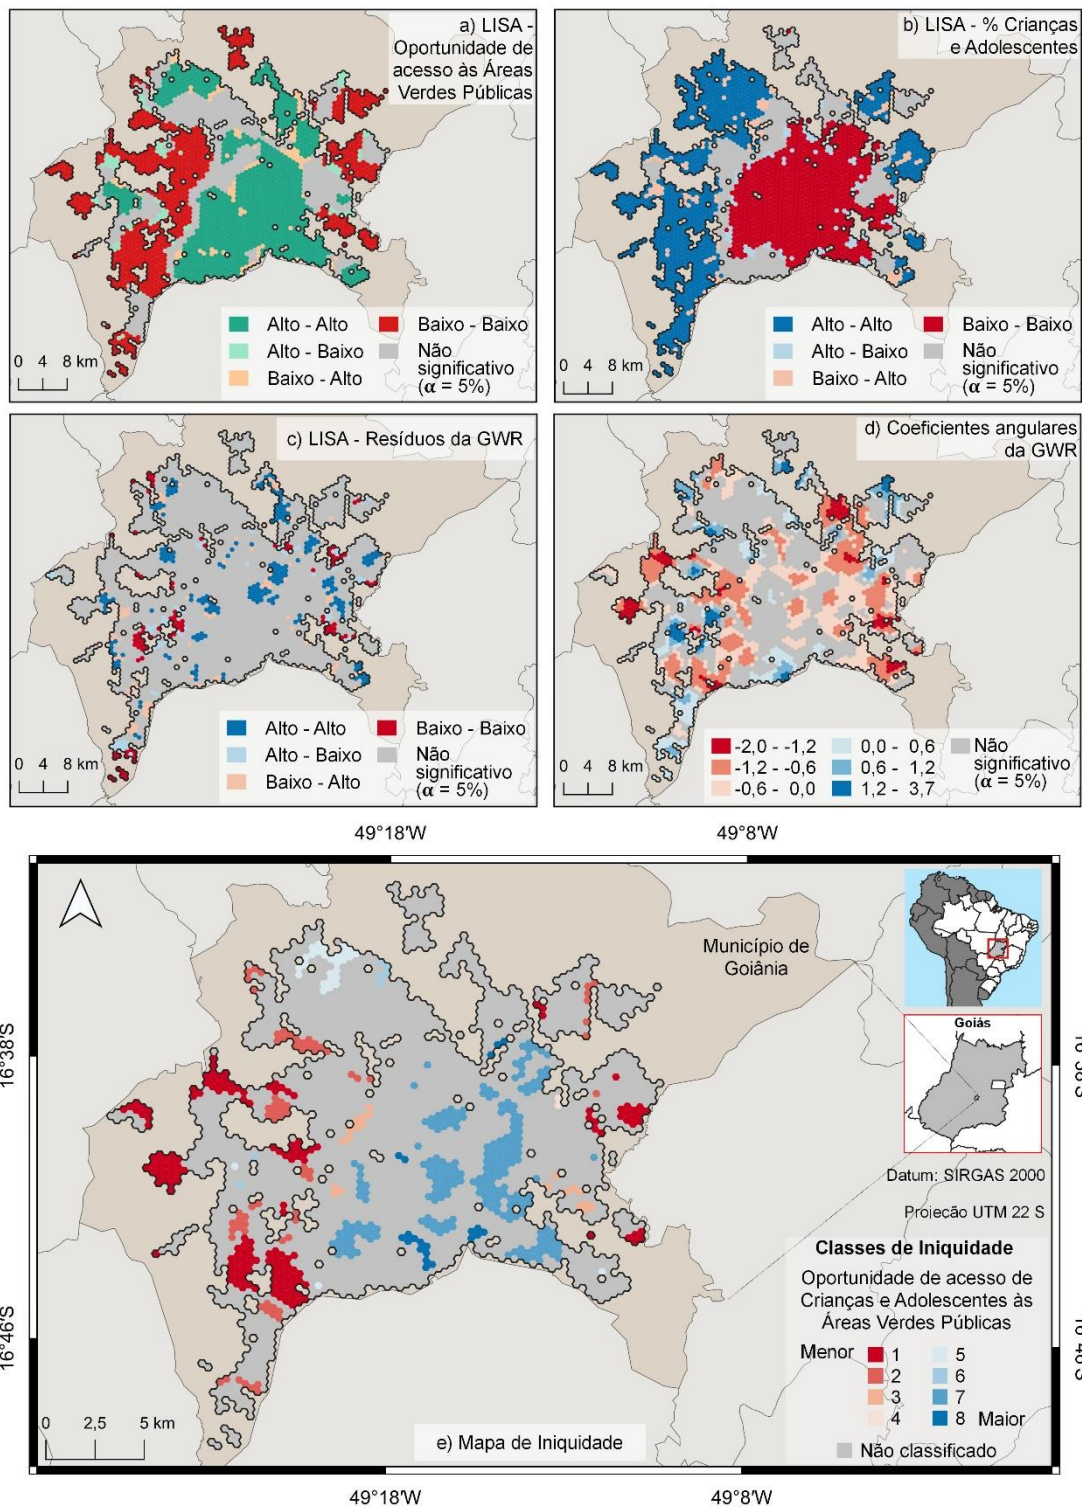 a) LISA -
Oportunidade de
acesso às Áreas
Verdes Públicas
Alto - Alto
Baixo - Baixo
Alto - Baixo
Não
significativo
(α = 5%)
Baixo - Alto
0 4 8 km
b) LISA - % Crianças
e Adolescentes
Alto - Alto
Baixo - Baixo
Alto - Baixo
Não
significativo
(α = 5%)
Baixo - Alto
0 4 8 km
c) LISA - Resíduos da GWR
Alto - Alto
Baixo - Baixo
Alto - Baixo
Não
significativo
(α = 5%)
Baixo - Alto
0 4 8 km
d) Coeficientes angulares
da GWR
-2,0 - -1,2
-1,2 - -0,6
-0,6 - 0,0
0,0 - 0,6
0,6 - 1,2
1,2 - 3,7
Não
significativo
(α = 5%)
0 4 8 km
49°18'W
49°8'W
Município de
Goiânia
Goiás
16°38'S
16°38'S
Datum: SIRGAS 2000
Projeção UTM 22 S
Classes de Iniquidade
Oportunidade de acesso de
Crianças e Adolescentes às
Áreas Verdes Públicas
Menor
1
2
3
4
5
6
7
8 Maior
Não classificado
16°46'S
16°46'S
0 2,5 5 km
e) Mapa de Iniquidade
49°18'W
49°8'W